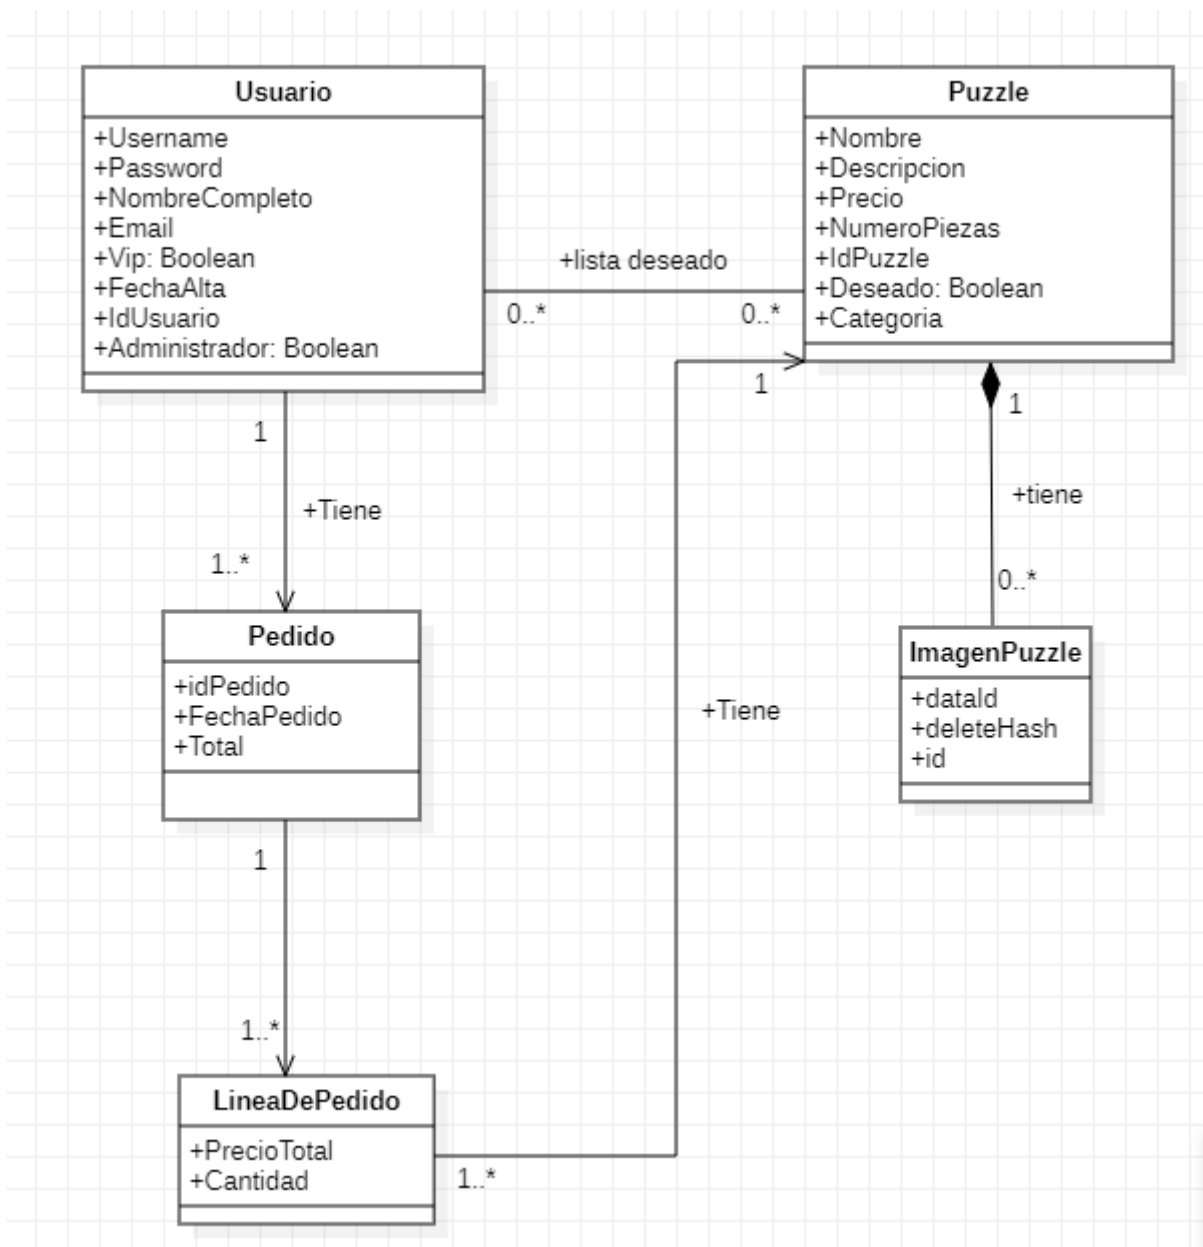 Usuario
+Username
+Password
+NombreCompleto
+Email
+Vip: Boolean
+FechaAlta
+IdUsuario
+Administrador: Boolean
+lista deseado
0..*
0..*
Puzzle
+Nombre
+Descripcion
+Precio
+NumeroPiezas
+IdPuzzle
+Deseado: Boolean
+Categoria
1
1
1
+Tiene
1..*
+tiene
0..*
Pedido
+idPedido
+FechaPedido
+Total
ImagenPuzzle
+dataId
+deleteHash
+id
+Tiene
1
1..*
LineaDePedido
+PrecioTotal
+Cantidad
1..*